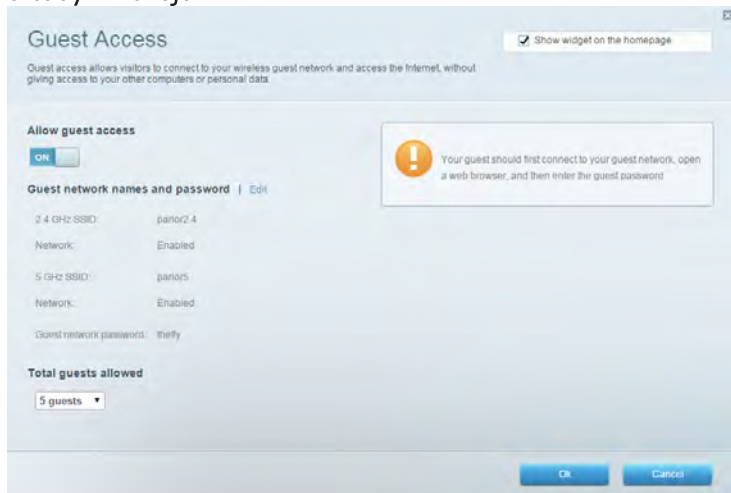 Guest Access
Show widget on the homepage
Guest access allows visitors to connect to your wireless guest network and access the Internet, without
giving access to your other computers or personal data
Allow guest access
ON
Your guest should first connect to your guest network, open
a web browser, and then enter the guest password
Guest network names and password | Edit
2.4 GHz SSID: parlor2.4
Network: Enabled
5 GHz SSID: parlor5
Network: Enabled
Guest network password:
Total guests allowed
5 guests
Ok Cancel